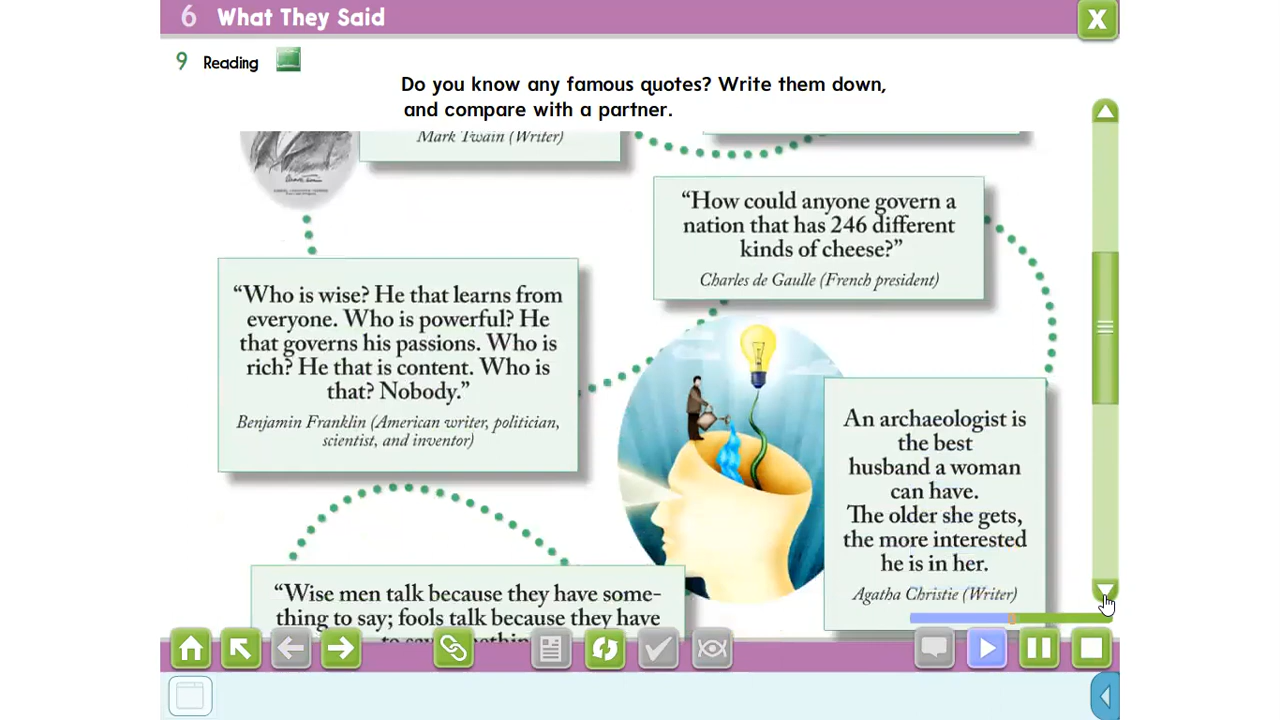 6 What They Said
X
9 Reading
Do you know any famous quotes? Write them down,
and compare with a partner.
Mark Twain (Writer)
“How could anyone govern a
nation that has 246 different
kinds of cheese?”
Charles de Gaulle (French president)
“Who is wise? He that learns from
everyone. Who is powerful? He
that governs his passions. Who is
rich? He that is content. Who is
that? Nobody.”
Benjamin Franklin (American writer, politician,
scientist, and inventor)
An archaeologist is
the best
husband a woman
can have.
The older she gets,
the more interested
he is in her.
Agatha Christie (Writer)
“Wise men talk because they have some-
thing to say; fools talk because they have
to say